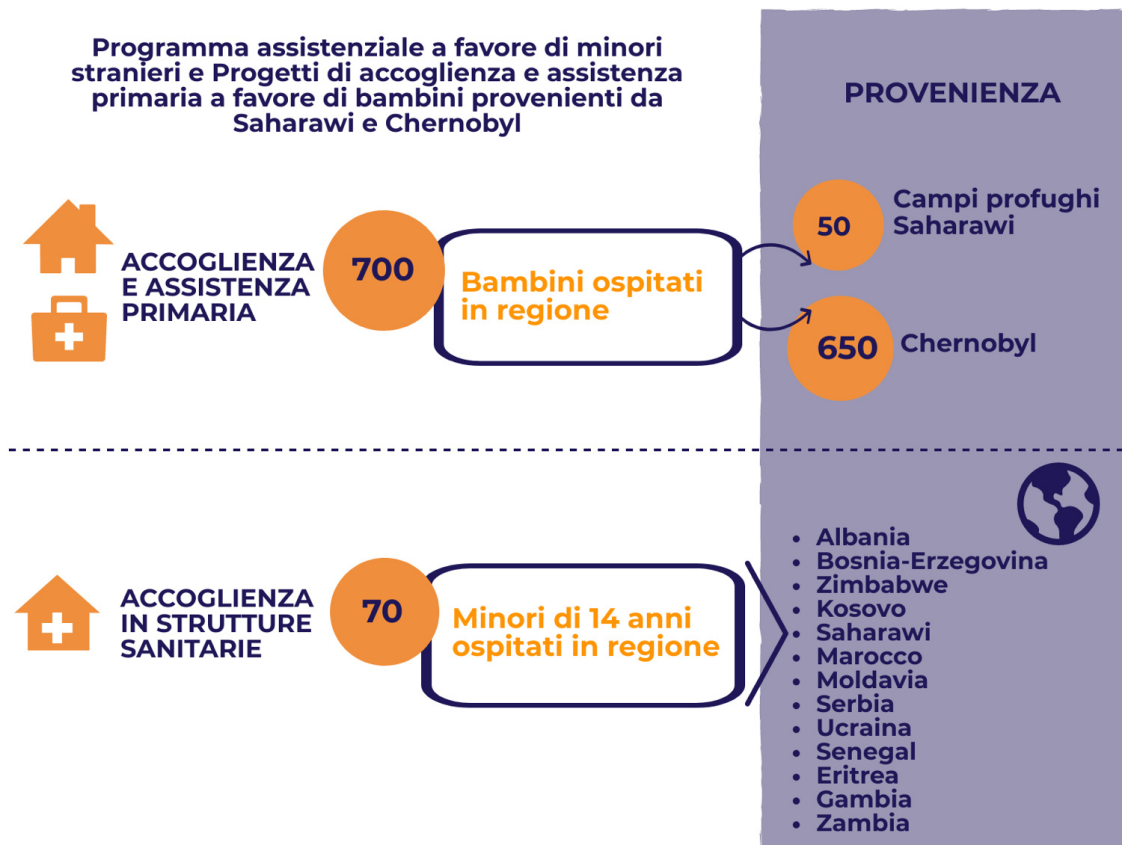 Programma assistenziale a favore di minori
stranieri e Progetti di accoglienza e assistenza
primaria a favore di bambini provenienti da
Saharawi e Chernobyl
PROVENIENZA
ACCOGLIENZA
E ASSISTENZA
PRIMARIA
700
Bambini ospitati
in regione
50
Campi profughi
Saharawi
650
Chernobyl
ACCOGLIENZA
IN STRUTTURE
SANITARIE
70
Minori di 14 anni
ospitati in regione
• Albania
• Bosnia-Erzegovina
• Zimbabwe
• Kosovo
• Saharawi
• Marocco
• Moldavia
• Serbia
• Ucraina
• Senegal
• Eritrea
• Gambia
• Zambia